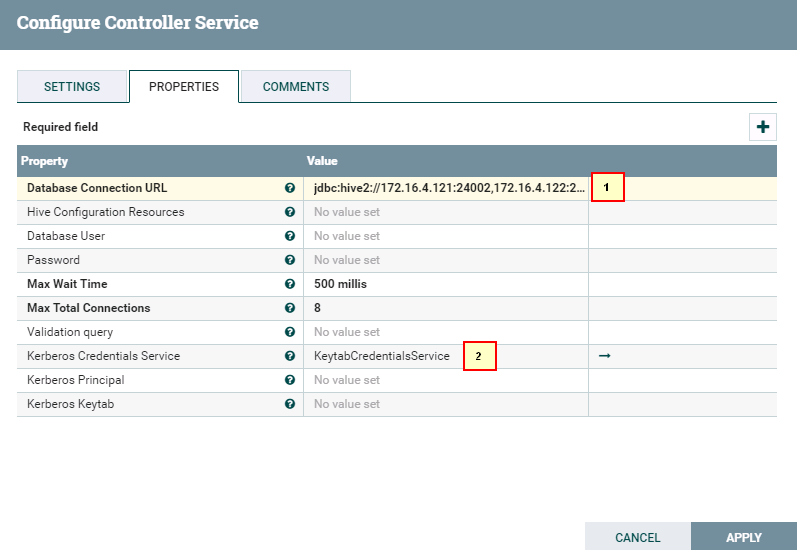 Configure Controller Service
SETTINGS PROPERTIES COMMENTS
Required field
Property Value
Database Connection URL jdbc:hive2://172.16.4.121:24002,172.16.4.122:2... 1
Hive Configuration Resources No value set
Database User No value set
Password No value set
Max Wait Time 500 millis
Max Total Connections 8
Validation query No value set
Kerberos Credentials Service KeytabCredentialsService 2
Kerberos Principal No value set
Kerberos Keytab No value set
CANCEL APPLY